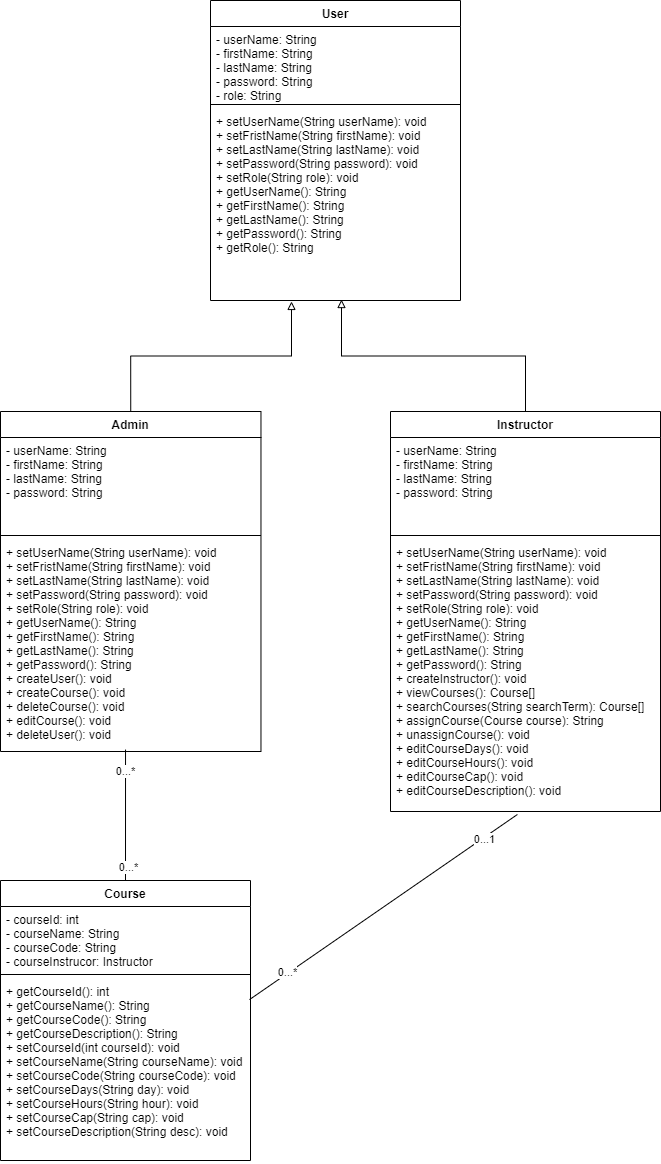 User
- userName: String
- firstName: String
- lastName: String
- password: String
- role: String
+ setUserName(String userName): void
+ setFristName(String firstName): void
+ setLastName(String lastName): void
+ setPassword(String password): void
+ setRole(String role): void
+ getUserName(): String
+ getFirstName(): String
+ getLastName(): String
+ getPassword(): String
+ getRole(): String
Admin
- userName: String
- firstName: String
- lastName: String
- password: String
+ setUserName(String userName): void
+ setFristName(String firstName): void
+ setLastName(String lastName): void
+ setPassword(String password): void
+ setRole(String role): void
+ getUserName(): String
+ getFirstName(): String
+ getLastName(): String
+ getPassword(): String
+ createUser(): void
+ createCourse(): void
+ deleteCourse(): void
+ editCourse(): void
+ deleteUser(): void
Instructor
- userName: String
- firstName: String
- lastName: String
- password: String
+ setUserName(String userName): void
+ setFristName(String firstName): void
+ setLastName(String lastName): void
+ setPassword(String password): void
+ setRole(String role): void
+ getUserName(): String
+ getFirstName(): String
+ getLastName(): String
+ getPassword(): String
+ createInstructor(): void
+ viewCourses(): Course[]
+ searchCourses(String searchTerm): Course[]
+ assignCourse(Course course): String
+ unassignCourse(): void
+ editCourseDays(): void
+ editCourseHours(): void
+ editCourseCap(): void
+ editCourseDescription(): void
0...*
0...1
0...*
0...*
Course
- courseId: int
- courseName: String
- courseCode: String
- courseInstrucor: Instructor
+ getCourseId(): int
+ getCourseName(): String
+ getCourseCode(): String
+ getCourseDescription(): String
+ setCourseId(int courseId): void
+ setCourseName(String courseName): void
+ setCourseCode(String courseCode): void
+ setCourseDays(String day): void
+ setCourseHours(String hour): void
+ setCourseCap(String cap): void
+ setCourseDescription(String desc): void